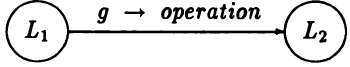 g → operation
L₁
L₂